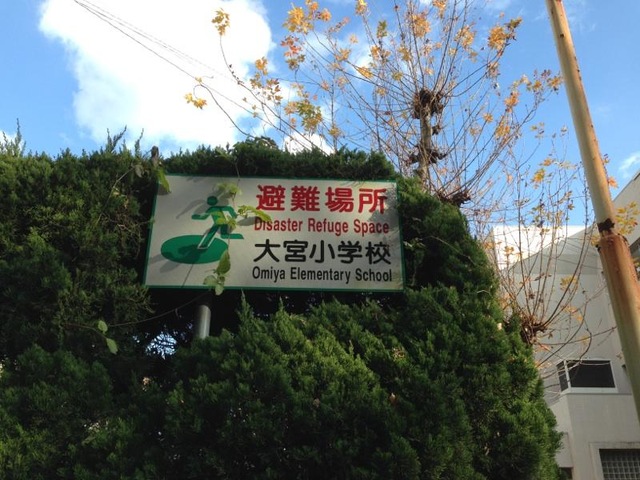 避難場所
Disaster Refuge Space
大宮小学校
Omiya Elementary School